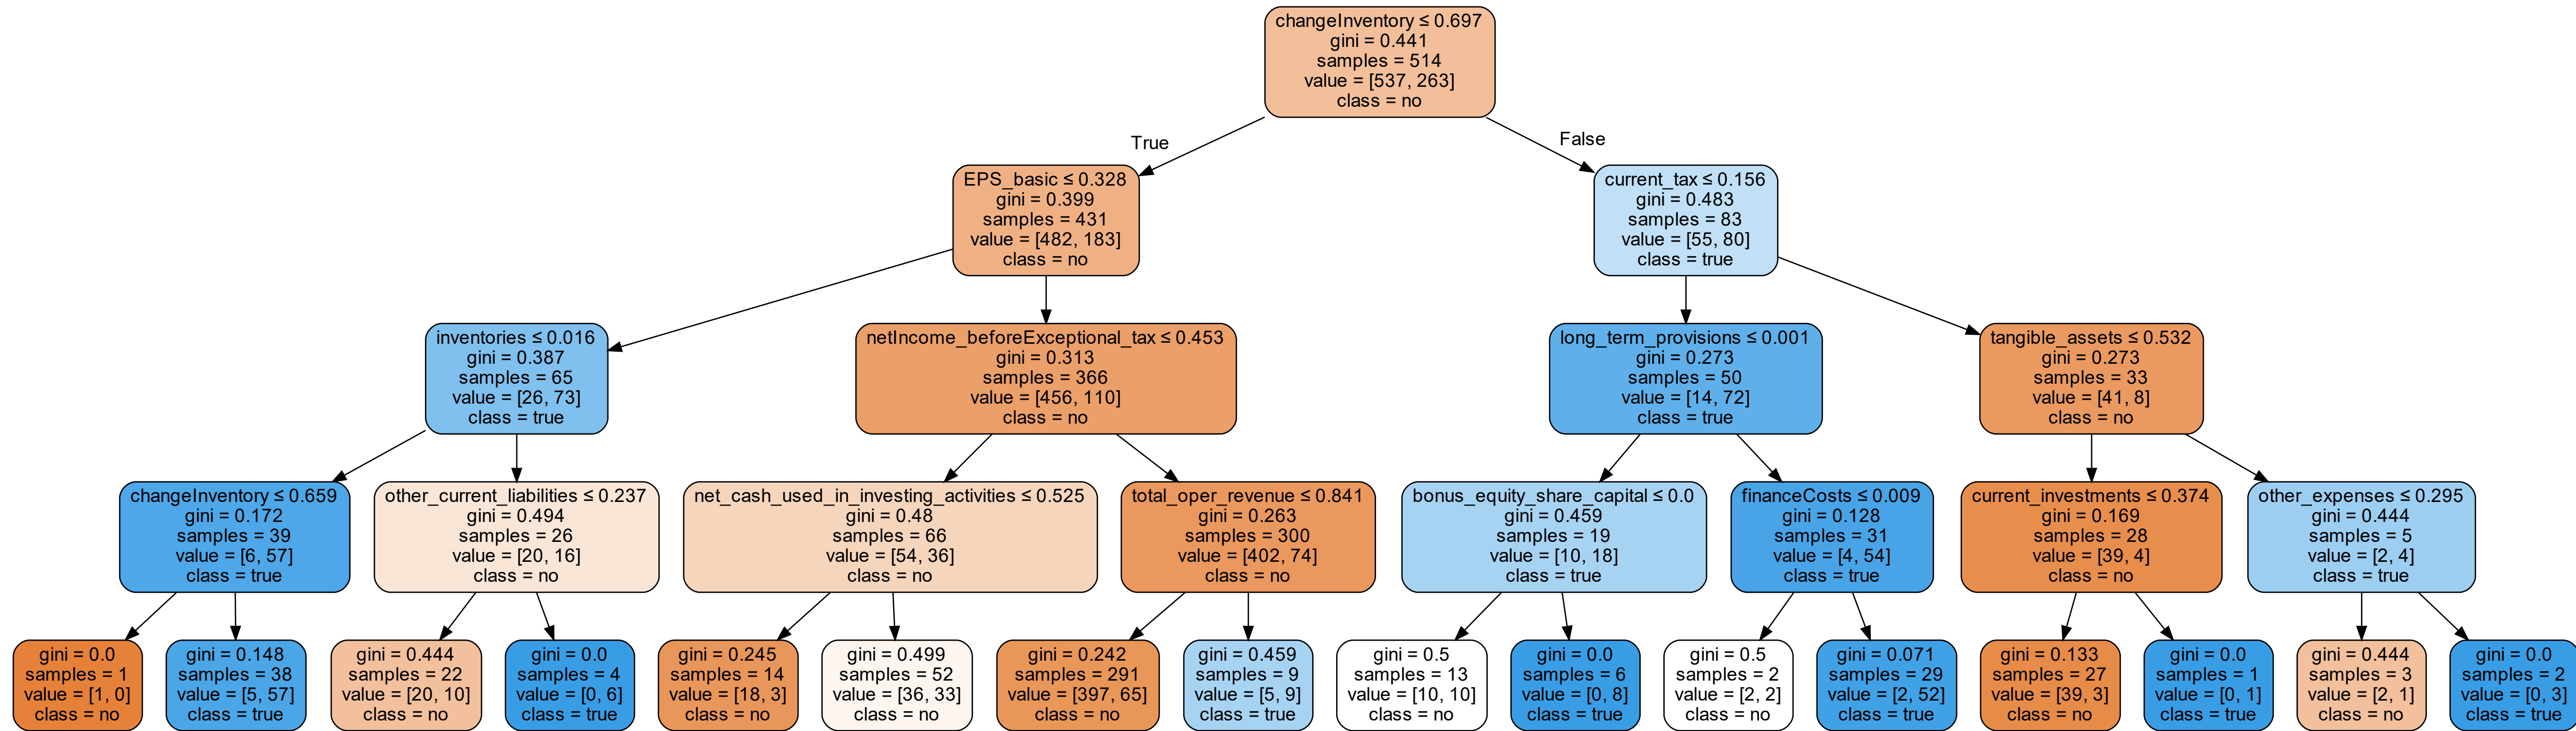 changeInventory ≤ 0.697
gini = 0.441
samples = 514
value = [537, 263]
class = no
True
False
EPS_basic ≤ 0.328
gini = 0.399
samples = 431
value = [482, 183]
class = no
current_tax ≤ 0.156
gini = 0.483
samples = 83
value = [55, 80]
class = true
inventories ≤ 0.016
gini = 0.387
samples = 65
value = [26, 73]
class = true
netIncome_beforeExceptional_tax ≤ 0.453
gini = 0.313
samples = 366
value = [456, 110]
class = no
long_term_provisions ≤ 0.001
gini = 0.273
samples = 50
value = [14, 72]
class = true
tangible_assets ≤ 0.532
gini = 0.273
samples = 33
value = [41, 8]
class = no
changeInventory ≤ 0.659
gini = 0.172
samples = 39
value = [6, 57]
class = true
other_current_liabilities ≤ 0.237
gini = 0.494
samples = 26
value = [20, 16]
class = no
net_cash_used_in_investing_activities ≤ 0.525
gini = 0.48
samples = 66
value = [54, 36]
class = no
total_oper_revenue ≤ 0.841
gini = 0.263
samples = 300
value = [402, 74]
class = no
bonus_equity_share_capital ≤ 0.0
gini = 0.459
samples = 19
value = [10, 18]
class = true
financeCosts ≤ 0.009
gini = 0.128
samples = 31
value = [4, 54]
class = true
current_investments ≤ 0.374
gini = 0.169
samples = 28
value = [39, 4]
class = no
other_expenses ≤ 0.295
gini = 0.444
samples = 5
value = [2, 4]
class = true
gini = 0.0
samples = 1
value = [1, 0]
class = no
gini = 0.148
samples = 38
value = [5, 57]
class = true
gini = 0.444
samples = 22
value = [20, 10]
class = no
gini = 0.0
samples = 4
value = [0, 6]
class = true
gini = 0.245
samples = 14
value = [18, 3]
class = no
gini = 0.499
samples = 52
value = [36, 33]
class = no
gini = 0.242
samples = 291
value = [397, 65]
class = no
gini = 0.459
samples = 9
value = [5, 9]
class = true
gini = 0.5
samples = 13
value = [10, 10]
class = no
gini = 0.0
samples = 6
value = [0, 8]
class = true
gini = 0.5
samples = 2
value = [2, 2]
class = no
gini = 0.071
samples = 29
value = [2, 52]
class = true
gini = 0.133
samples = 27
value = [39, 3]
class = no
gini = 0.0
samples = 1
value = [0, 1]
class = true
gini = 0.444
samples = 3
value = [2, 1]
class = no
gini = 0.0
samples = 2
value = [0, 3]
class = true